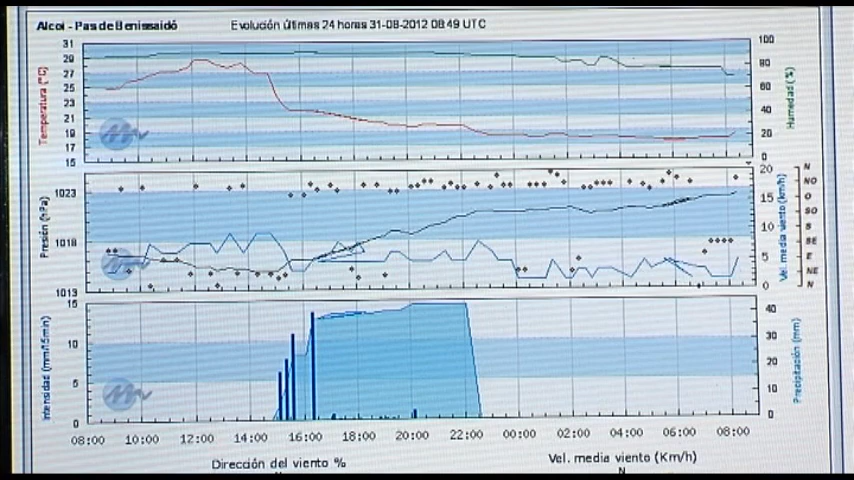 Alcoi - Pas de Benissaidó Evolución últimas 24 horas 31-08-2012 08:49 UTC
31
29
27
25
23
21
19
17
15
Temperatura (°C)
100
80
60
40
20
0
Humedad (%)
1023
1018
1013
Presión (hPa)
20
15
10
5
0
Vel. media viento (km/h)
N
NO
O
SO
S
SE
E
NE
N
15
10
5
0
Intensidad (mm/15min)
40
30
20
10
0
Precipitación (mm)
08:00 10:00 12:00 14:00 16:00 18:00 20:00 22:00 00:00 02:00 04:00 06:00 08:00
Dirección del viento % Vel. media viento (Km/h)
N N